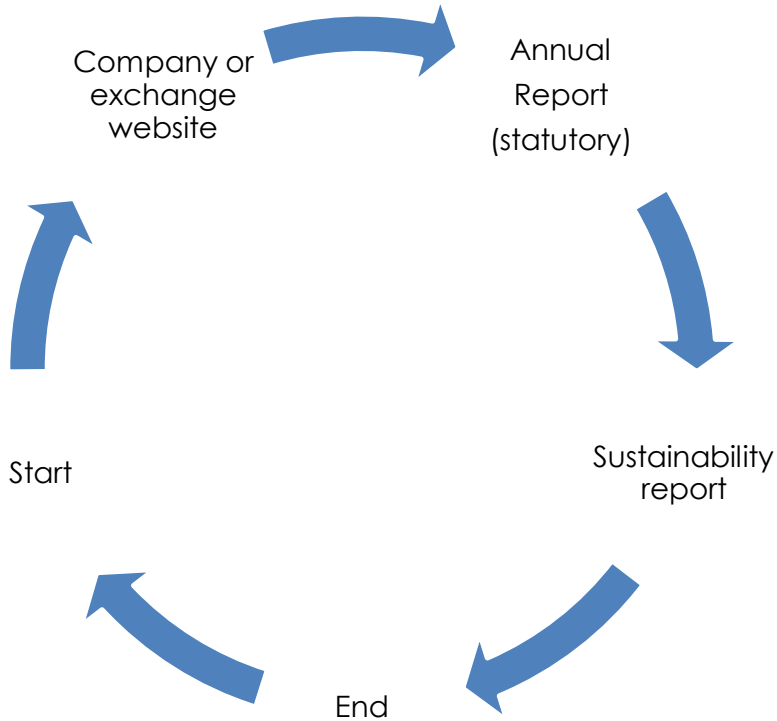 Company or
exchange
website
Annual
Report
(statutory)
Sustainability
report
End
Start